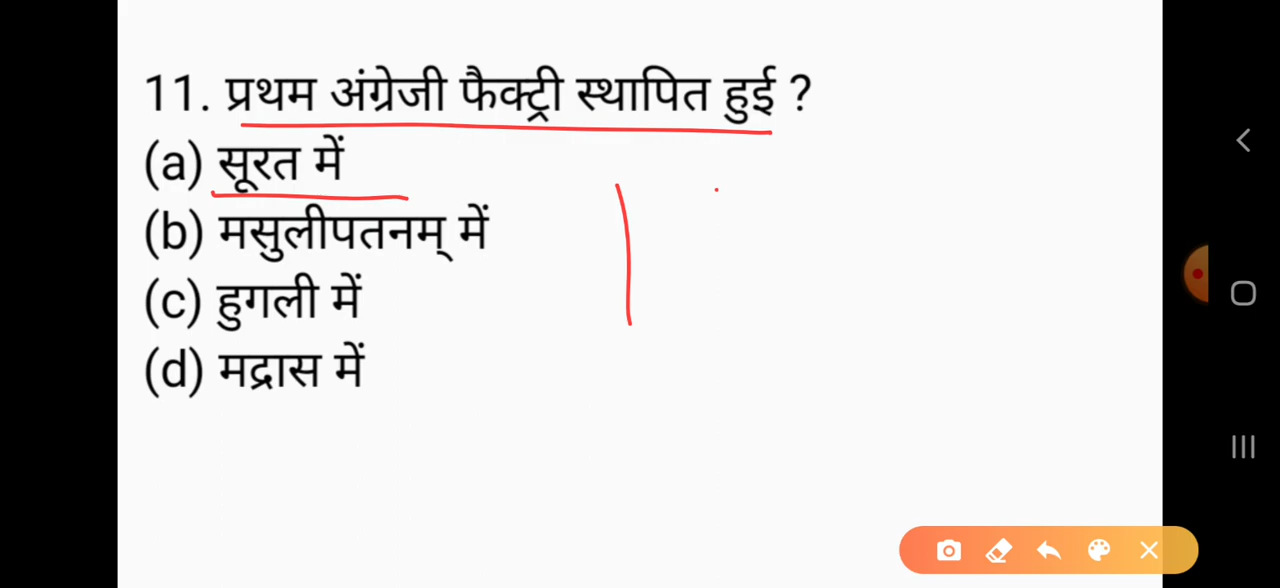 11. प्रथम अंग्रेजी फैक्ट्री स्थापित हुई ?
(a) सूरत में
(b) मसुलीपतनम् में
(c) हुगली में
(d) मद्रास में